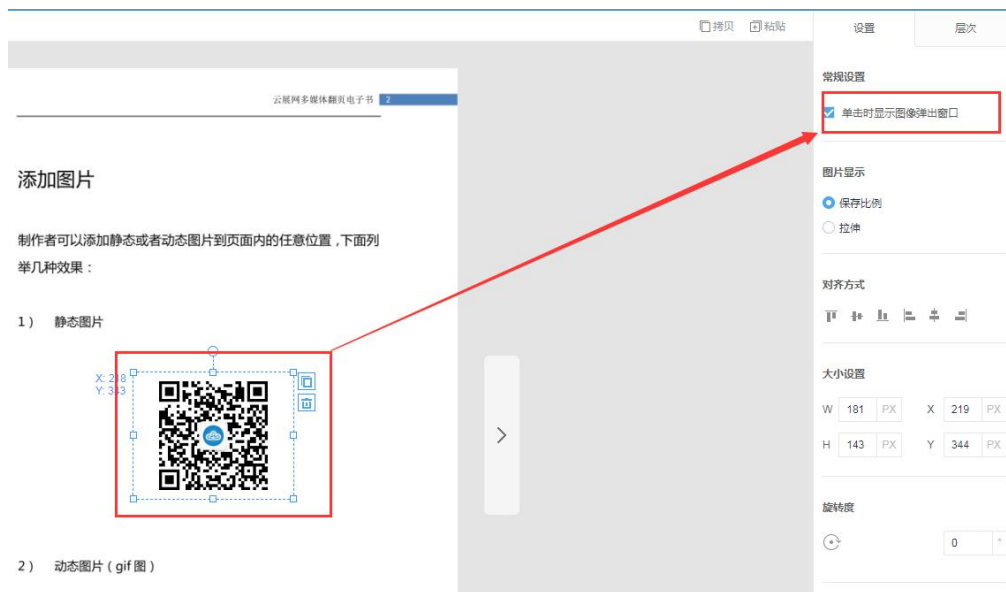 拷贝 粘贴
设置 层次
云展网多媒体翻页电子书 2
添加图片
制作者可以添加静态或者动态图片到页面内的任意位置，下面列
举几种效果：
1） 静态图片
Y: 343
2） 动态图片（gif 图）
常规设置
单击时显示图像弹出窗口
图片显示
保存比例
拉伸
对齐方式
大小设置
W 181 PX X 219 PX
H 143 PX Y 344 PX
旋转度
0 °